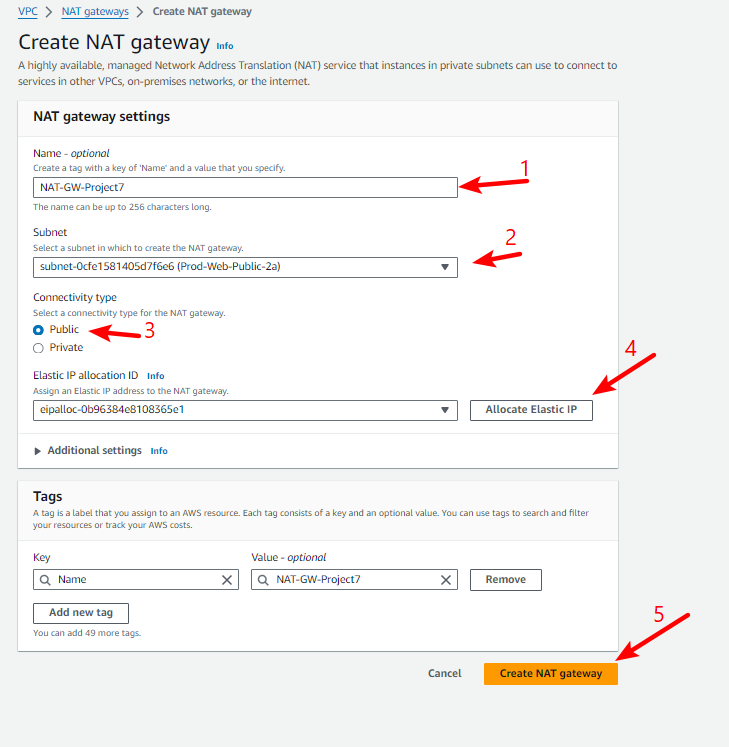 VPC > NAT gateways > Create NAT gateway
Create NAT gateway Info
A highly available, managed Network Address Translation (NAT) service that instances in private subnets can use to connect to
services in other VPCs, on-premises networks, or the internet.
NAT gateway settings
Name - optional
Create a tag with a key of 'Name' and a value that you specify.
1
NAT-GW-Project7
The name can be up to 256 characters long.
Subnet
2
Select a subnet in which to create the NAT gateway.
subnet-0cfe1581405d7f6e6 (Prod-Web-Public-2a)
Connectivity type
Select a connectivity type for the NAT gateway.
Public 3
Private
4
Elastic IP allocation ID Info
Assign an Elastic IP address to the NAT gateway.
eipalloc-0b96384e8108365e1 Allocate Elastic IP
Additional settings Info
Tags
A tag is a label that you assign to an AWS resource. Each tag consists of a key and an optional value. You can use tags to search and filter
your resources or track your AWS costs.
Key Value - optional
Name NAT-GW-Project7 Remove
Add new tag
5
You can add 49 more tags.
Cancel Create NAT gateway